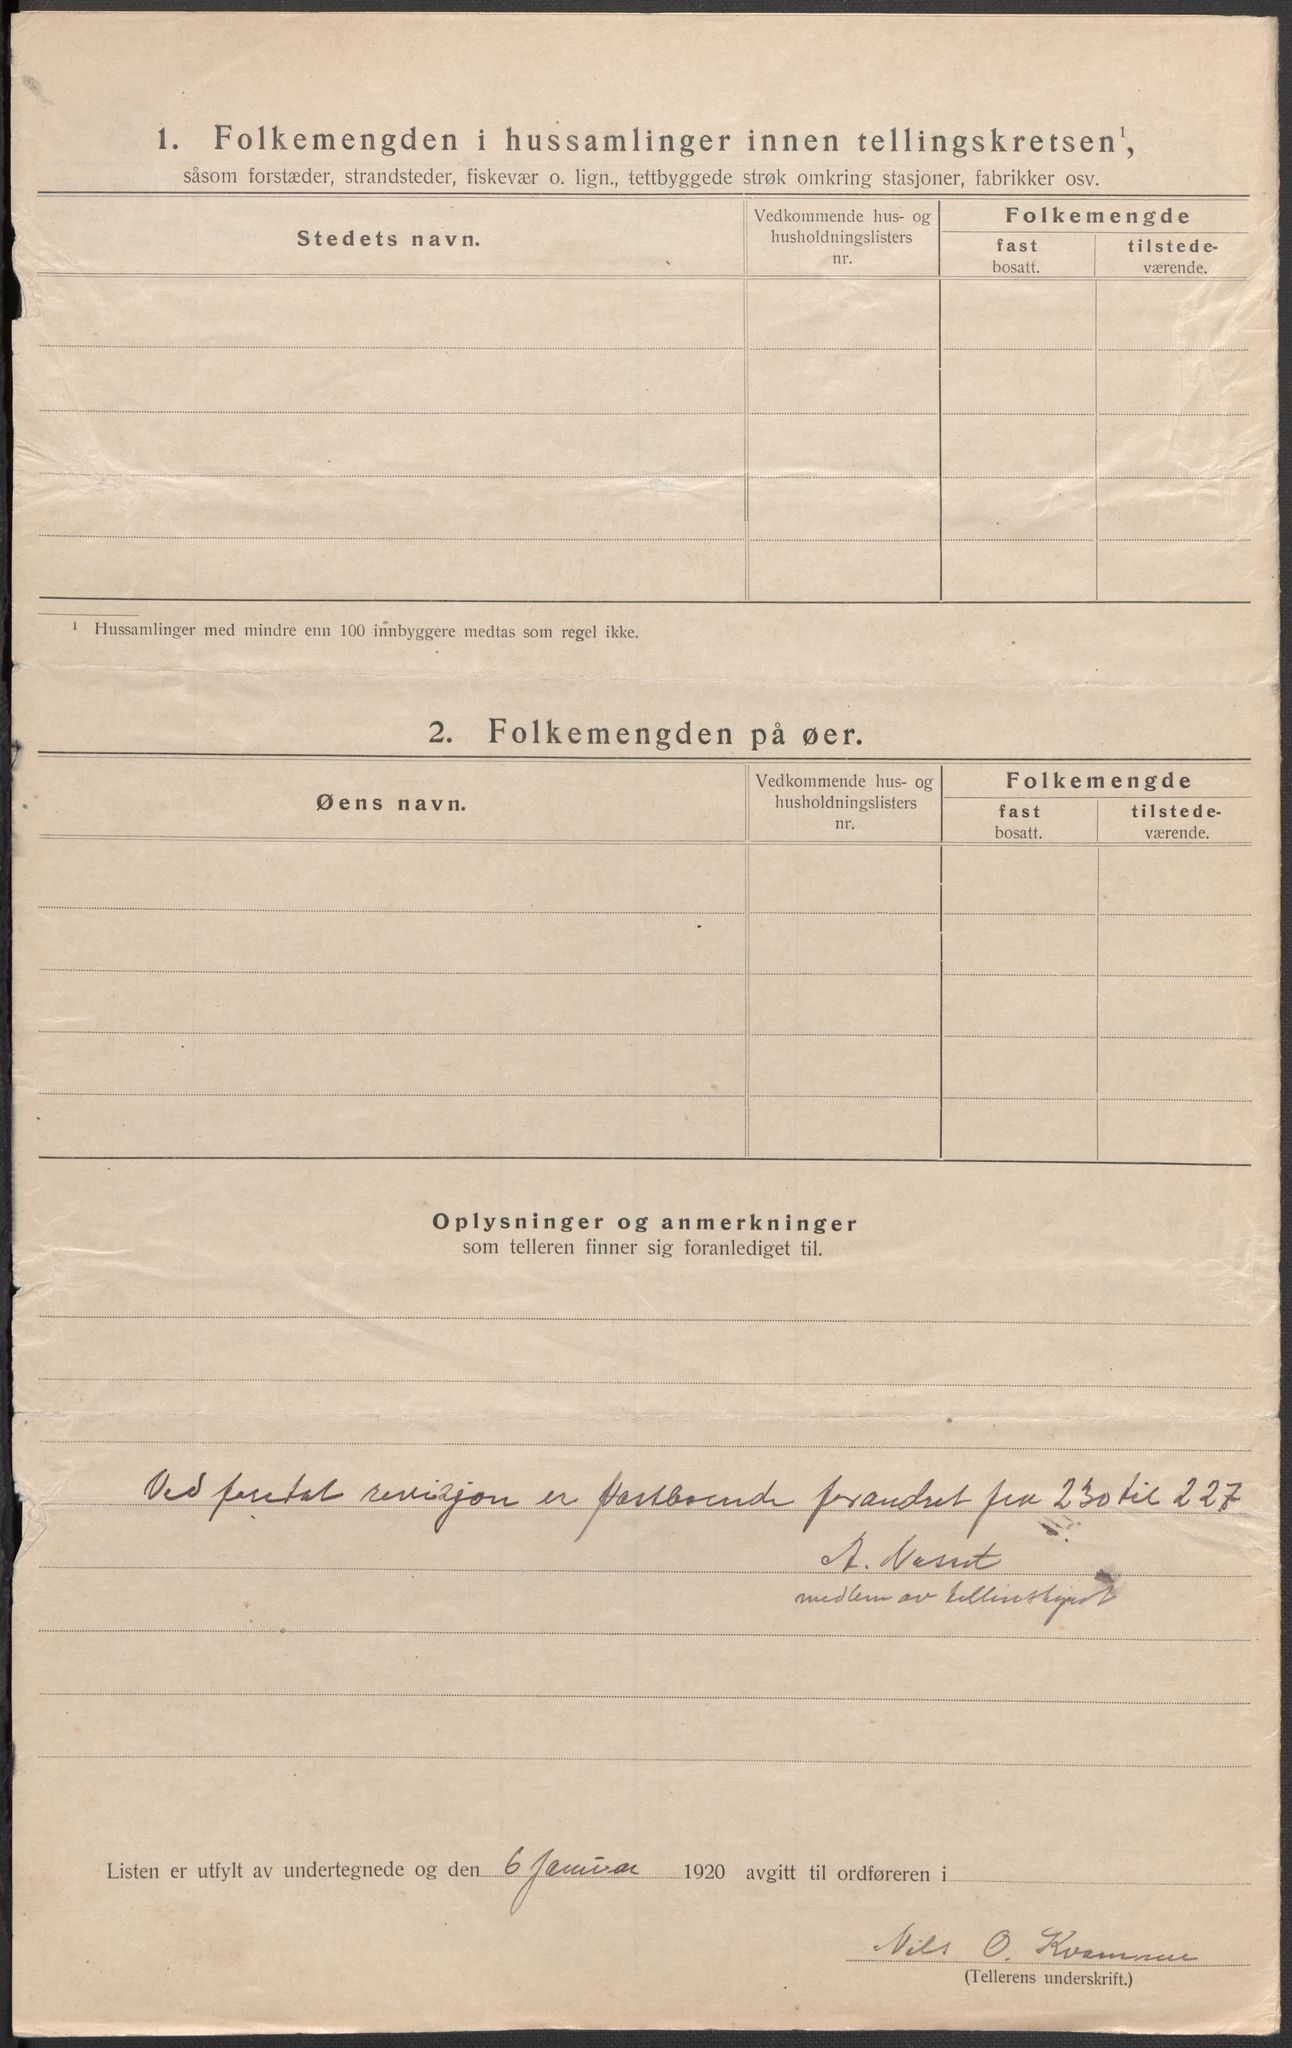 1. Folkemengden i hussamlinger innen tellingskretsen¹,
såsom forstæder, strandsteder, fiskevær o. lign., tettbyggede strøk omkring stasjoner, fabrikker osv.
Stedets navn.
Vedkommende hus- og
husholdningslisters
nr.
Folkemengde
fast
bosatt.
tilstede-
værende.
¹ Hussamlinger med mindre enn 100 innbyggere medtas som regel ikke.
2. Folkemengden på øer.
Øens navn.
Vedkommende hus- og
husholdningslisters
nr.
Folkemengde
fast
bosatt.
tilstede-
værende.
Oplysninger og anmerkninger
som telleren finner sig foranlediget til.
Ved foretat revisjon er fastboende forandret fra 230 til 227
A.
medlem av
Listen er utfylt av undertegnede og den 6 Januar 1920 avgitt til ordføreren i
Nils O. Kvamme
(Tellerens underskrift.)